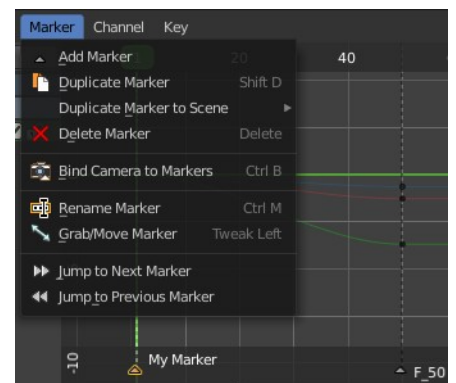 Marker Channel Key
20 40
Add Marker
Duplicate Marker Shift D
Duplicate Marker to Scene
Delete Marker Delete
Bind Camera to Markers Ctrl B
Rename Marker Ctrl M
Grab/Move Marker Tweak Left
Jump to Next Marker
Jump to Previous Marker
-10
My Marker
F_50